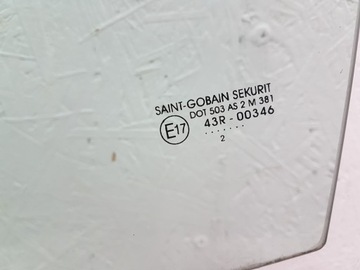 SAINT-GOBAIN SEKURIT
DOT 503 AS 2 M 381
E17 43R - 00346
.......
2